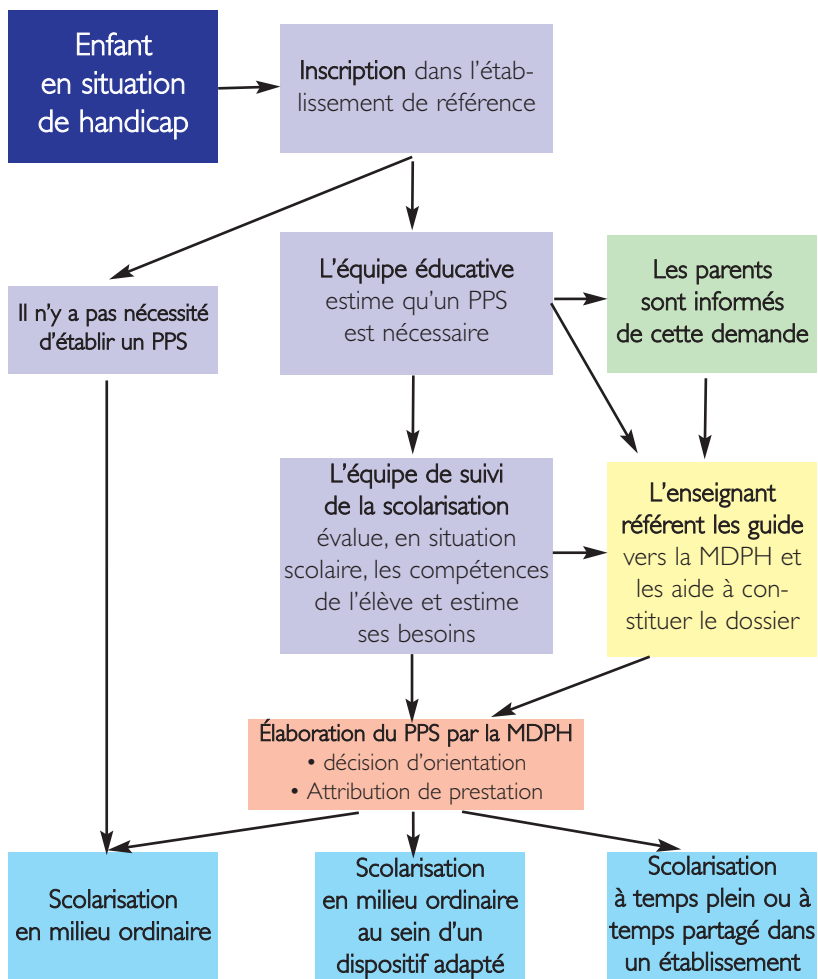 Enfant
en situation
de handicap
Inscription dans l'étab-
lissement de référence
Il n'y a pas nécessité
d'établir un PPS
L'équipe éducative
estime qu'un PPS
est nécessaire
Les parents
sont informés
de cette demande
L'équipe de suivi
de la scolarisation
évalue, en situation
scolaire, les compétences
de l'élève et estime
ses besoins
L'enseignant
référent les guide
vers la MDPH et
les aide à con-
stituer le dossier
Élaboration du PPS par la MDPH
• décision d'orientation
• Attribution de prestation
Scolarisation
en milieu ordinaire
Scolarisation
en milieu ordinaire
au sein d'un
dispositif adapté
Scolarisation
à temps plein ou à
temps partagé dans
un établissement